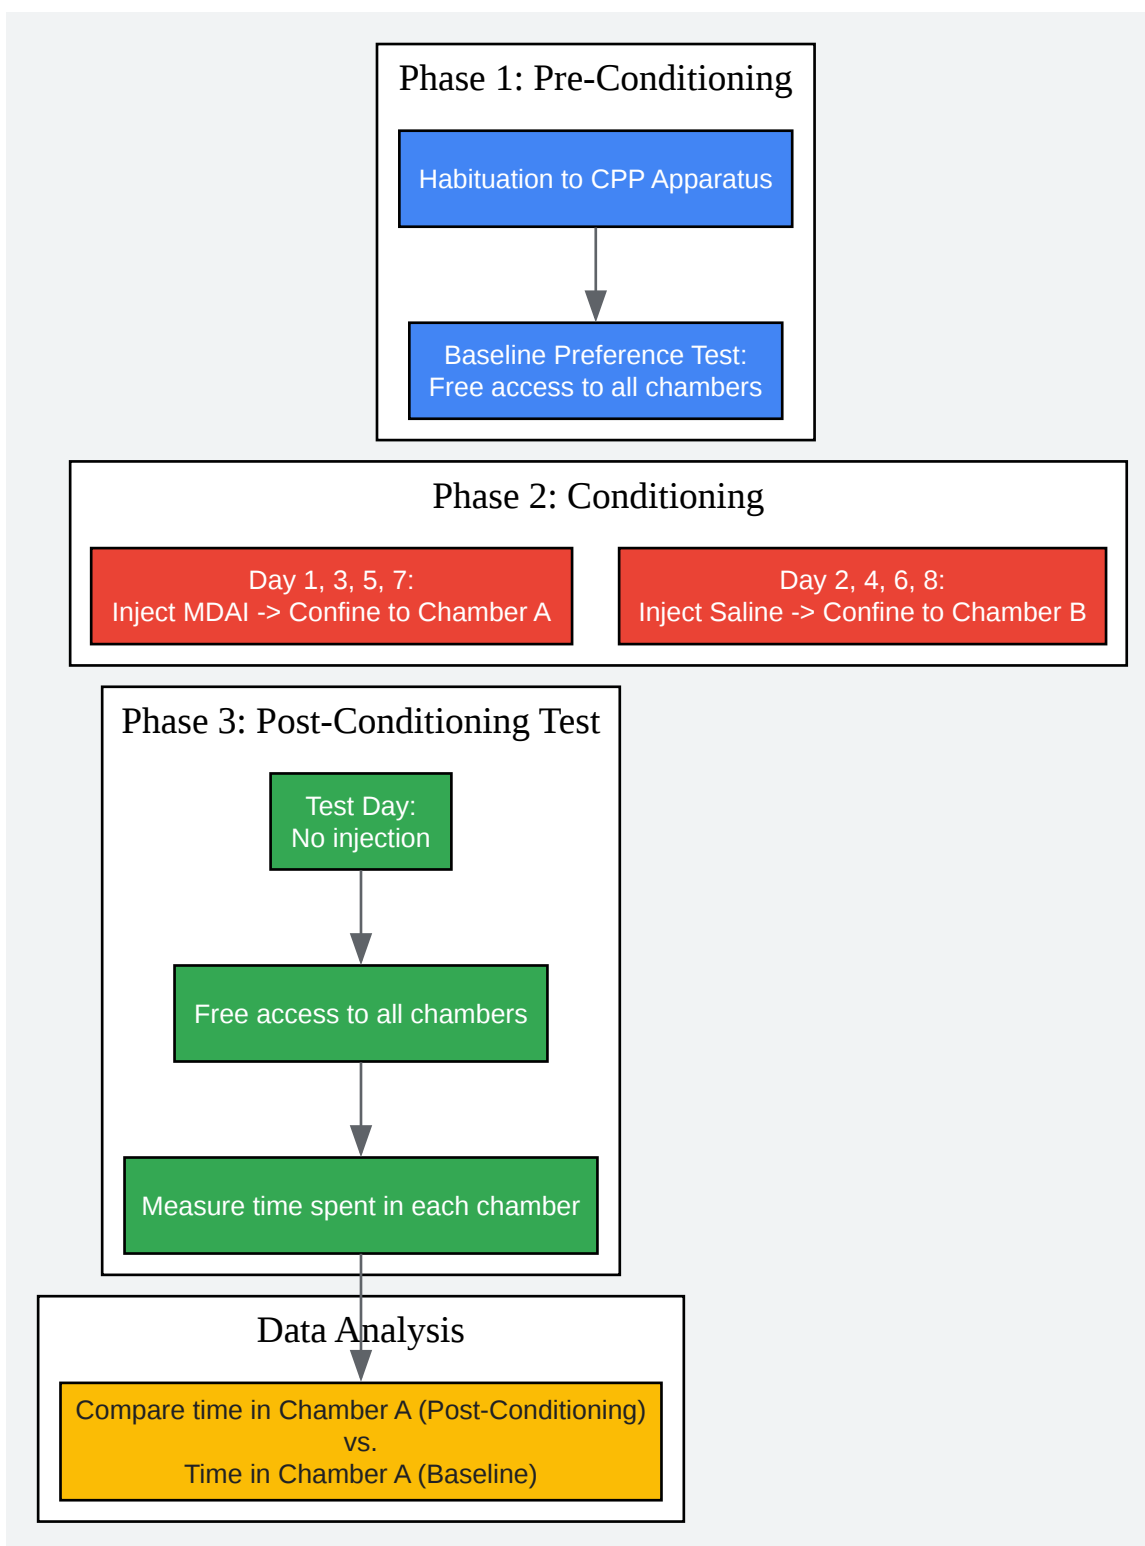 Phase 1: Pre-Conditioning
Habituation to CPP Apparatus
Baseline Preference Test:
Free access to all chambers
Phase 2: Conditioning
Day 1, 3, 5, 7:
Inject MDAI -> Confine to Chamber A
Day 2, 4, 6, 8:
Inject Saline -> Confine to Chamber B
Phase 3: Post-Conditioning Test
Test Day:
No injection
Free access to all chambers
Measure time spent in each chamber
Data Analysis
Compare time in Chamber A (Post-Conditioning)
vs.
Time in Chamber A (Baseline)